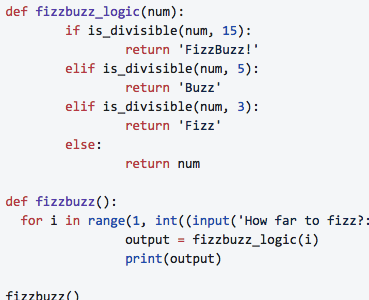 def fizzbuzz_logic(num):
if is_divisible(num, 15):
return 'FizzBuzz!'
elif is_divisible(num, 5):
return 'Buzz'
elif is_divisible(num, 3):
return 'Fizz'
else:
return num
def fizzbuzz():
for i in range(1, int((input('How far to fizz?:
output = fizzbuzz_logic(i)
print(output)
fizzbuzz()